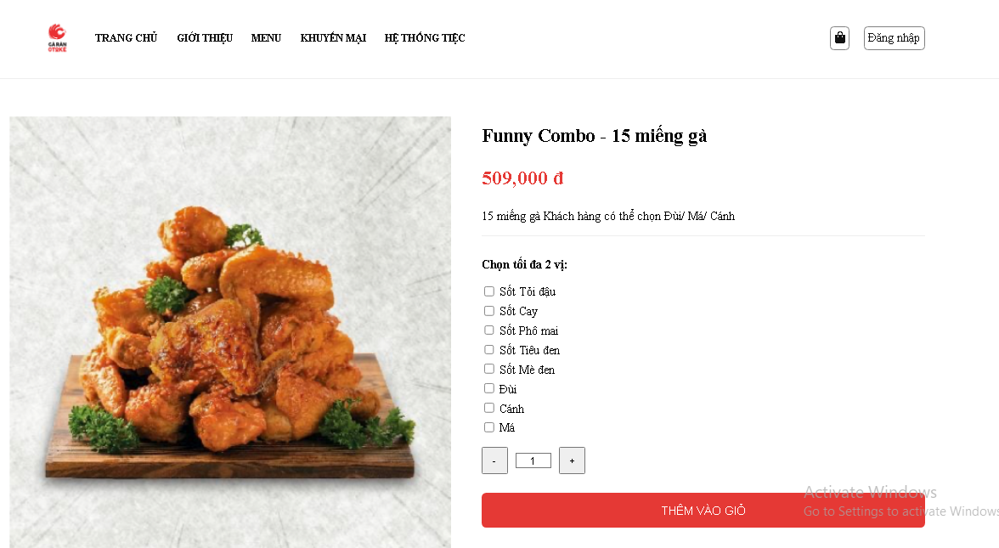 GÀ RÁN
OTOKÉ
TRANG CHỦ GIỚI THIỆU MENU KHUYẾN MẠI HỆ THỐNG TIỆC
Đăng nhập
Funny Combo - 15 miếng gà
509,000 đ
15 miếng gà Khách hàng có thể chọn Đùi/ Má/ Cánh
Chọn tối đa 2 vị:
Sốt Tỏi đậu
Sốt Cay
Sốt Phô mai
Sốt Tiêu đen
Sốt Mè đen
Đùi
Cánh
Má
- 1 +
THÊM VÀO GIỎ
Activate Windows
Go to Settings to activate Windows